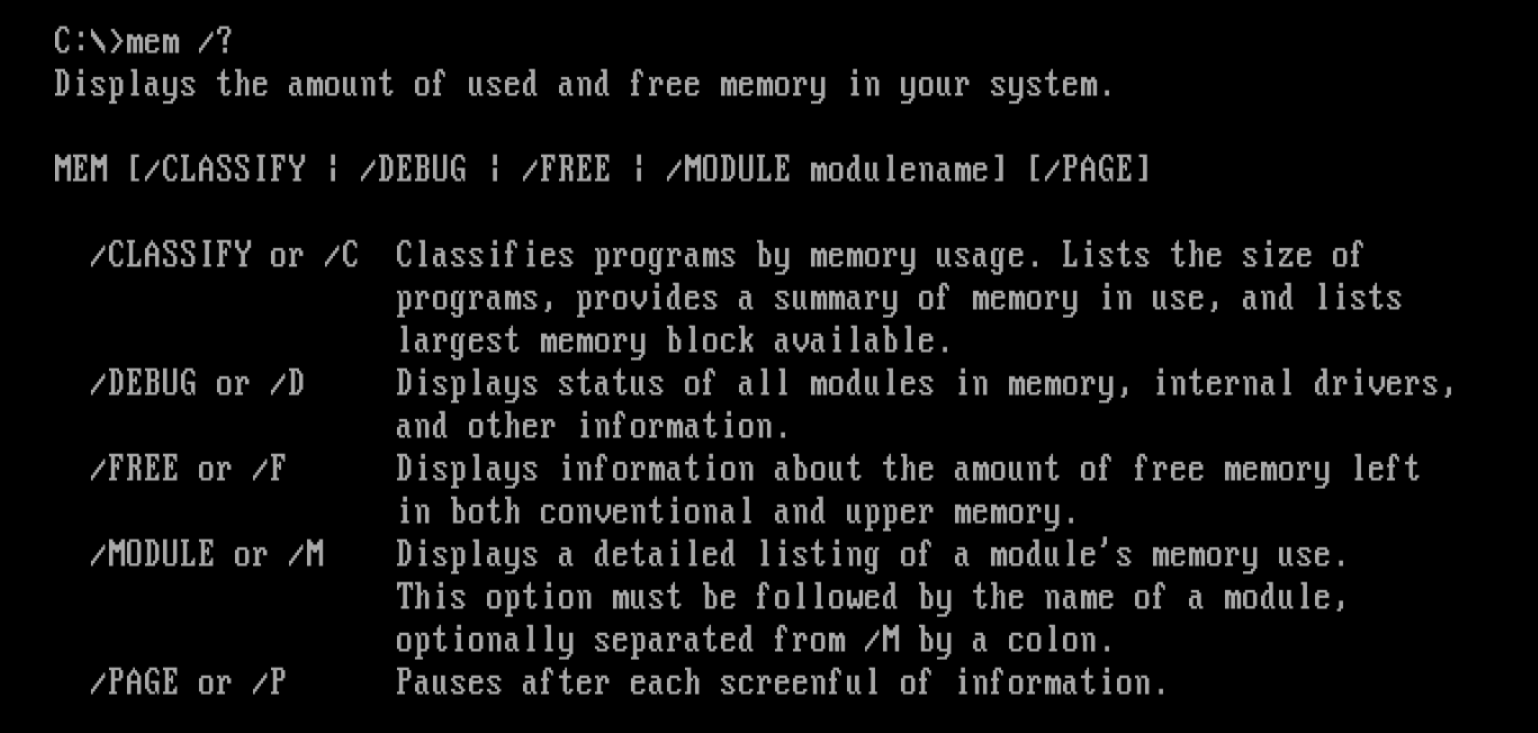 C:\>mem /?
Displays the amount of used and free memory in your system.

MEM [/CLASSIFY | /DEBUG | /FREE | /MODULE modulename] [/PAGE]

  /CLASSIFY or /C  Classifies programs by memory usage. Lists the size of
                   programs, provides a summary of memory in use, and lists
                   largest memory block available.
  /DEBUG or /D     Displays status of all modules in memory, internal drivers,
                   and other information.
  /FREE or /F      Displays information about the amount of free memory left
                   in both conventional and upper memory.
  /MODULE or /M    Displays a detailed listing of a module's memory use.
                   This option must be followed by the name of a module,
                   optionally separated from /M by a colon.
  /PAGE or /P      Pauses after each screenful of information.